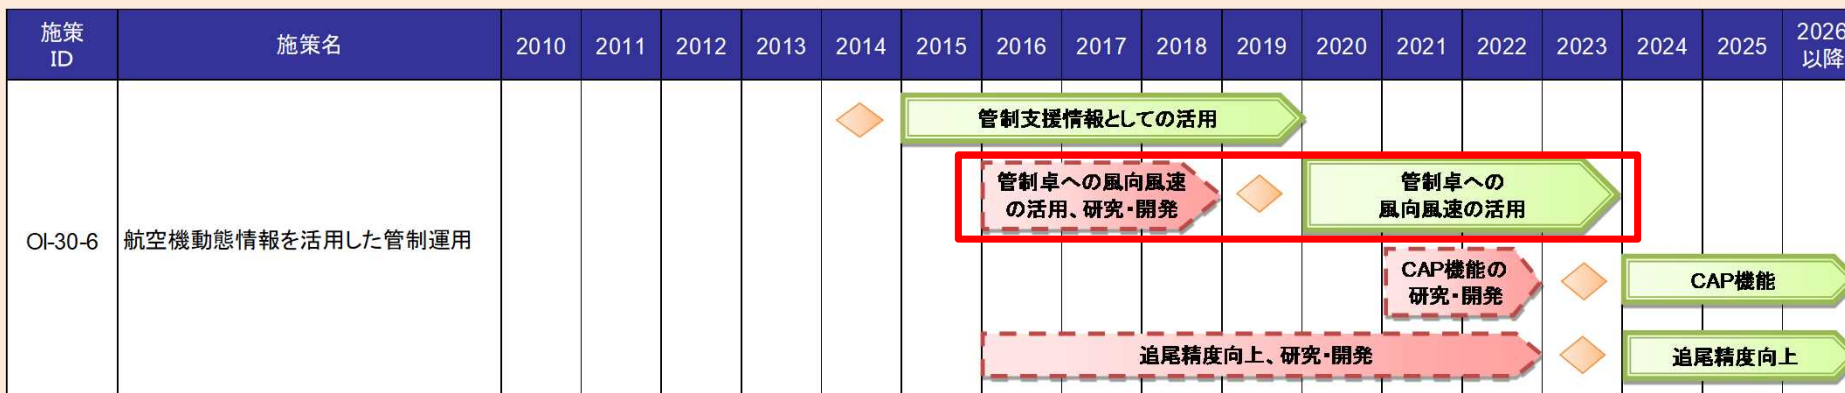 施策
ID
施策名
2010
2011
2012
2013
2014
2015
2016
2017
2018
2019
2020
2021
2022
2023
2024
2025
2026
以降
OI-30-6
航空機動態情報を活用した管制運用
管制支援情報としての活用
管制卓への風向風速
の活用、研究・開発
管制卓への
風向風速の活用
CAP機能の
研究・開発
CAP機能
追尾精度向上、研究・開発
追尾精度向上